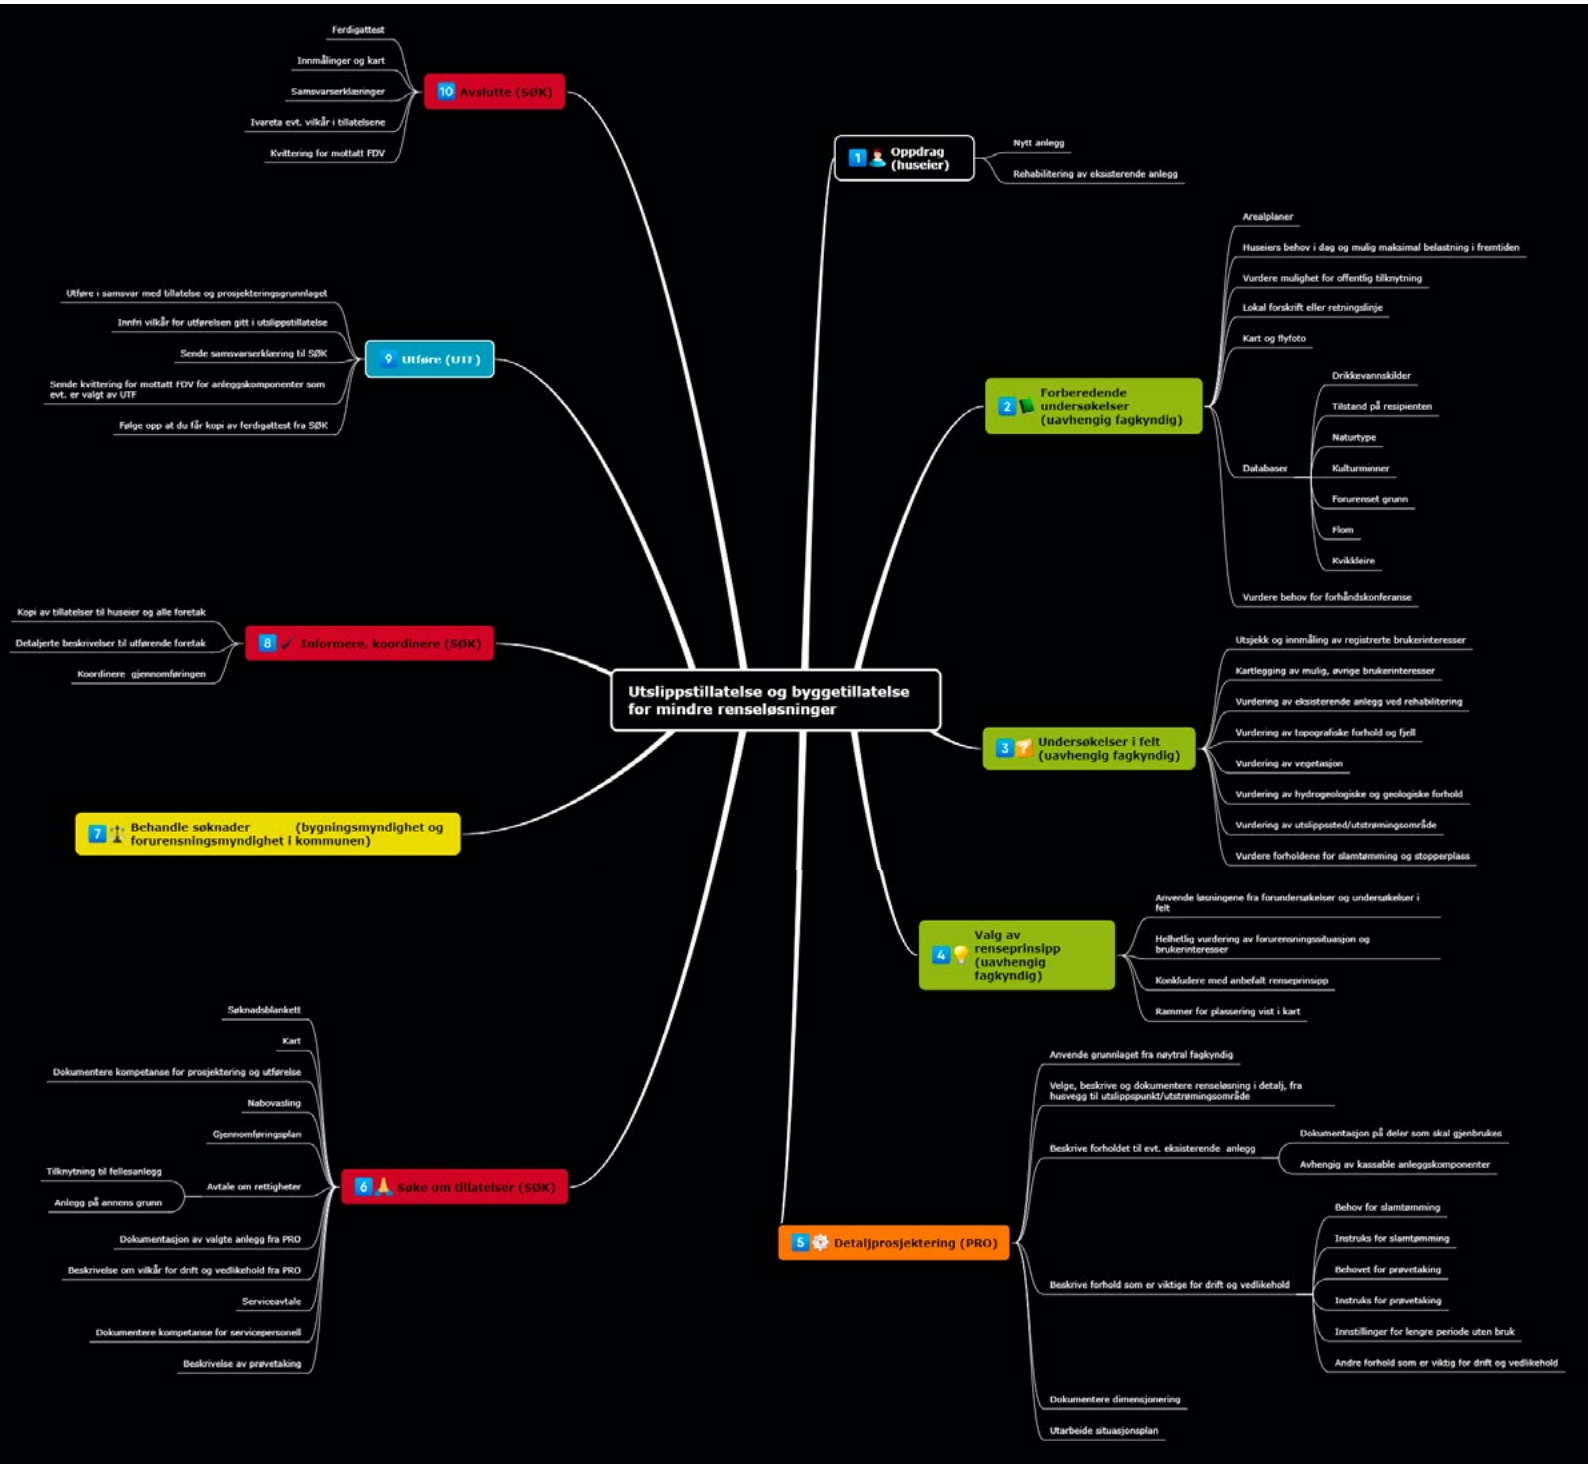 Utslippstillatelse og byggetillatelse
for mindre renseløsninger
1
Oppdrag
(huseier)
Nytt anlegg
Rehabilitering av eksisterende anlegg
2
Forberedende
undersøkelser
(uavhengig fagkyndig)
Arealplaner
Huseiers behov i dag og mulig maksimal belastning i fremtiden
Vurdere mulighet for offentlig tilknytning
Lokal forskrift eller retningslinje
Kart og flyfoto
Databaser
Drikkevannskilder
Tilstand på resipienten
Naturtype
Kulturminner
Forurenset grunn
Flom
Kvikkleire
Vurdere behov for forhåndskonferanse
3
Undersøkelser i felt
(uavhengig fagkyndig)
Utsjekk og innmåling av registrerte brukerinteresser
Kartlegging av mulig, øvrige brukerinteresser
Vurdering av eksisterende anlegg ved rehabilitering
Vurdering av topografiske forhold og fjell
Vurdering av vegetasjon
Vurdering av hydrogeologiske og geologiske forhold
Vurdering av utslippssted/utstrømingsområde
Vurdere forholdene for slamtømming og stopperplass
4
Valg av
renseprinsipp
(uavhengig
fagkyndig)
Anvende løsningene fra forundersøkelser og undersøkelser i
felt
Helhetlig vurdering av forurensningssituasjon og
brukerinteresser
Konkludere med anbefalt renseprinsipp
Rammer for plassering vist i kart
5
Detaljprosjektering (PRO)
Anvende grunnlaget fra nøytral fagkyndig
Velge, beskrive og dokumentere renseløsning i detalj, fra
husvegg til utslippspunkt/utstrømingsområde
Beskrive forholdet til evt. eksisterende  anlegg
Dokumentasjon på deler som skal gjenbrukes
Avhengig av kassable anleggskomponenter
Beskrive forhold som er viktige for drift og vedlikehold
Behov for slamtømming
Instruks for slamtømming
Behovet for prøvetaking
Instruks for prøvetaking
Innstillinger for lengre periode uten bruk
Andre forhold som er viktig for drift og vedlikehold
Dokumentere dimensjonering
Utarbeide situasjonsplan
6
Søke om tillatelser (SØK)
Søknadsblankett
Kart
Dokumentere kompetanse for prosjektering og utførelse
Nabovasling
Gjennomføringsplan
Avtale om rettigheter
Tilknytning til fellesanlegg
Anlegg på annens grunn
Dokumentasjon av valgte anlegg fra PRO
Beskrivelse om vilkår for drift og vedlikehold fra PRO
Serviceavtale
Dokumentere kompetanse for servicepersonell
Beskrivelse av prøvetaking
7
Behandle søknader (bygningsmyndighet og
forurensningsmyndighet i kommunen)
8
Informere, koordinere (SØK)
Kopi av tillatelser til huseier og alle foretak
Detaljerte beskrivelser til utførende foretak
Koordinere  gjennomføringen
9
Utføre (UTF)
Utføre i samsvar med tillatelse og prosjekteringsgrunnlaget
Innfri vilkår for utførelsen gitt i utslippstillatelse
Sende samsvarserklæring til SØK
Sende kvittering for mottatt FDV for anleggskomponenter som
evt. er valgt av UTF
Følge opp at du får kopi av ferdigattest fra SØK
10
Avslutte (SØK)
Ferdigattest
Innmålinger og kart
Samsvarserklæringer
Ivareta evt. vilkår i tillatelsene
Kvittering for mottatt FDV